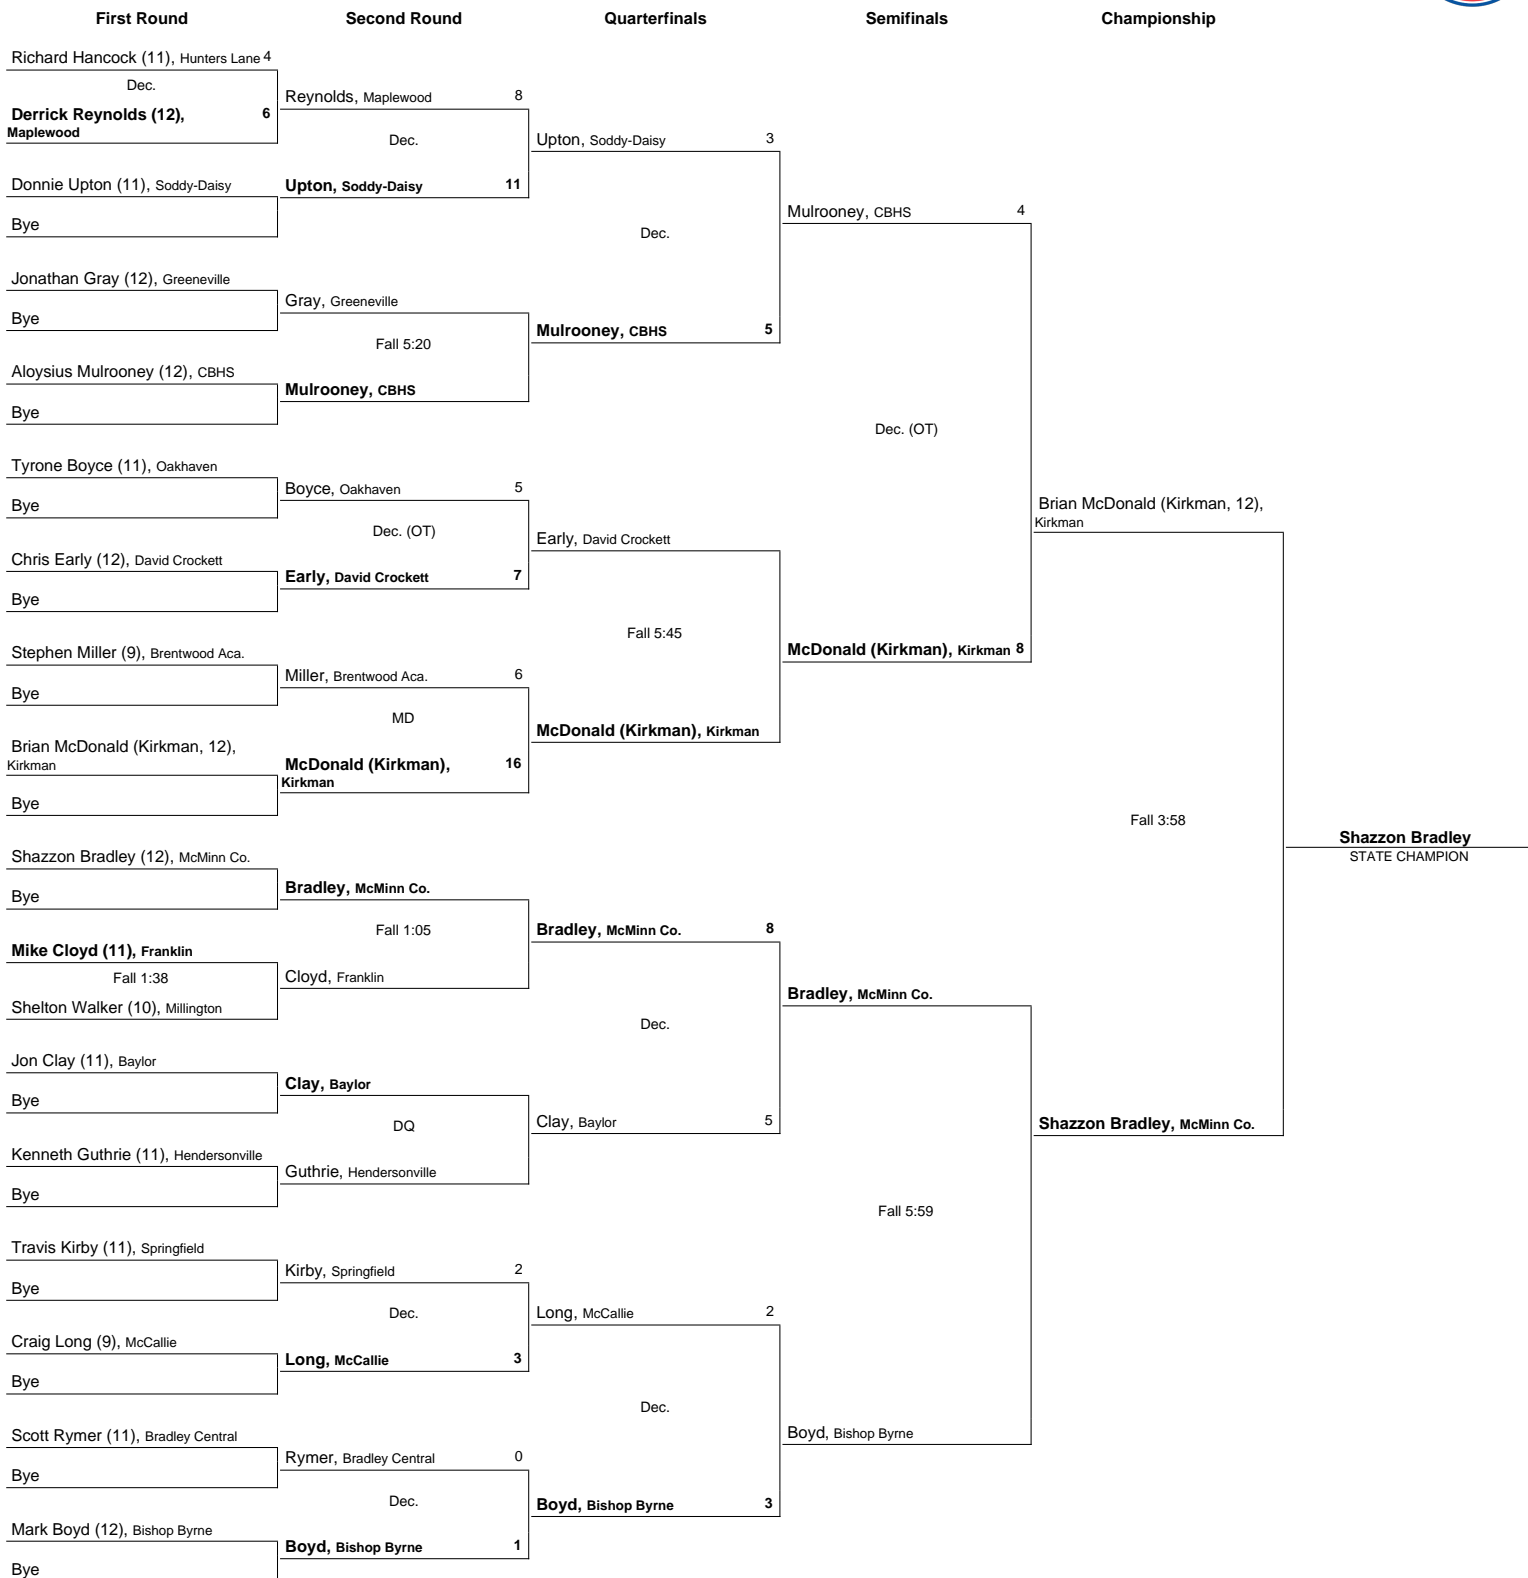 First Round
Second Round
Quarterfinals
Semifinals
Championship
Richard Hancock (11), Hunters Lane 4
Dec.
Derrick Reynolds (12), 6
Maplewood
Donnie Upton (11), Soddy-Daisy
Bye
Jonathan Gray (12), Greeneville
Bye
Aloysius Mulrooney (12), CBHS
Bye
Tyrone Boyce (11), Oakhaven
Bye
Chris Early (12), David Crockett
Bye
Stephen Miller (9), Brentwood Aca.
Bye
Brian McDonald (Kirkman, 12),
Kirkman
Bye
Shazzon Bradley (12), McMinn Co.
Bye
Mike Cloyd (11), Franklin
Fall 1:38
Shelton Walker (10), Millington
Jon Clay (11), Baylor
Bye
Kenneth Guthrie (11), Hendersonville
Bye
Travis Kirby (11), Springfield
Bye
Craig Long (9), McCallie
Bye
Scott Rymer (11), Bradley Central
Bye
Mark Boyd (12), Bishop Byrne
Bye
Reynolds, Maplewood 8
Dec.
Upton, Soddy-Daisy 11
Gray, Greeneville
Fall 5:20
Mulrooney, CBHS
Boyce, Oakhaven 5
Dec. (OT)
Early, David Crockett 7
Miller, Brentwood Aca. 6
MD
McDonald (Kirkman), 16
Kirkman
Bradley, McMinn Co.
Fall 1:05
Cloyd, Franklin
Clay, Baylor
DQ
Guthrie, Hendersonville
Kirby, Springfield 2
Dec.
Long, McCallie 3
Rymer, Bradley Central 0
Dec.
Boyd, Bishop Byrne 1
Upton, Soddy-Daisy 3
Dec.
Mulrooney, CBHS 5
Early, David Crockett
Fall 5:45
McDonald (Kirkman), Kirkman
Bradley, McMinn Co. 8
Dec.
Clay, Baylor 5
Long, McCallie 2
Dec.
Boyd, Bishop Byrne 3
Mulrooney, CBHS 4
Dec. (OT)
McDonald (Kirkman), Kirkman 8
Bradley, McMinn Co.
Fall 5:59
Boyd, Bishop Byrne
Brian McDonald (Kirkman, 12),
Kirkman
Fall 3:58
Shazzon Bradley, McMinn Co.
Shazzon Bradley
STATE CHAMPION